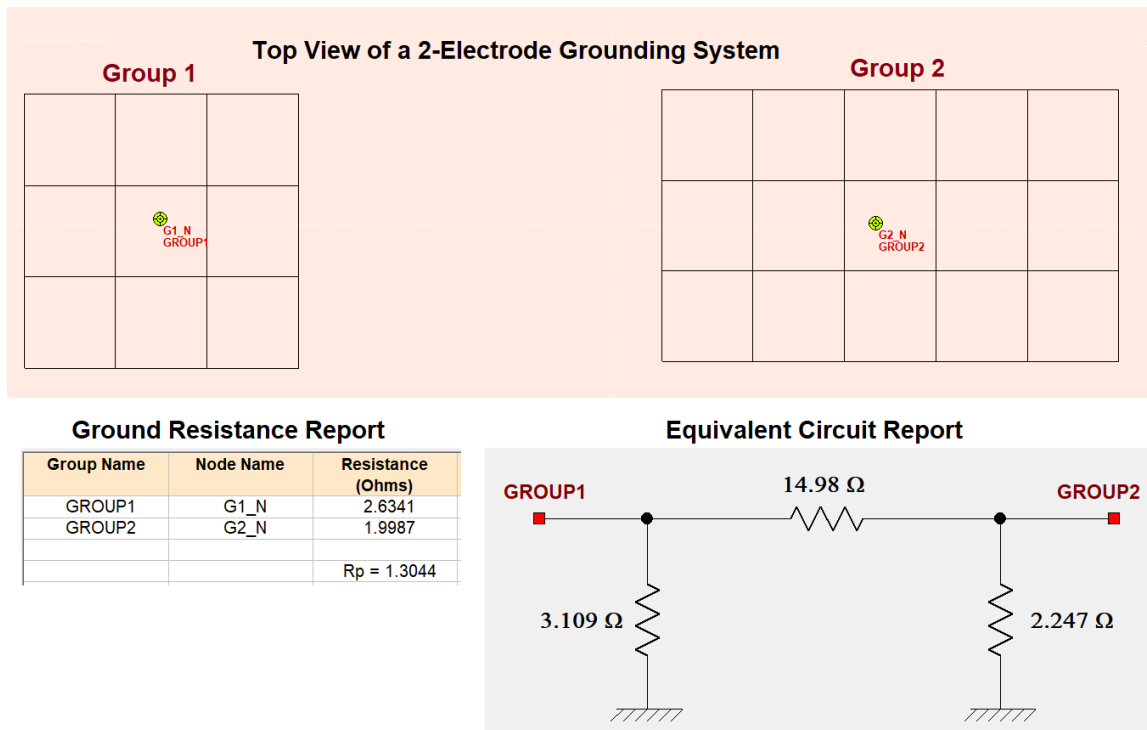 Top View of a 2-Electrode Grounding System
Group 1
Group 2
G1_N
GROUP1
G2_N
GROUP2
Ground Resistance Report
Group Name Node Name Resistance
(Ohms)
GROUP1 G1_N 2.6341
GROUP2 G2_N 1.9987
Rp = 1.3044
Equivalent Circuit Report
GROUP1
14.98 Ω
GROUP2
3.109 Ω
2.247 Ω